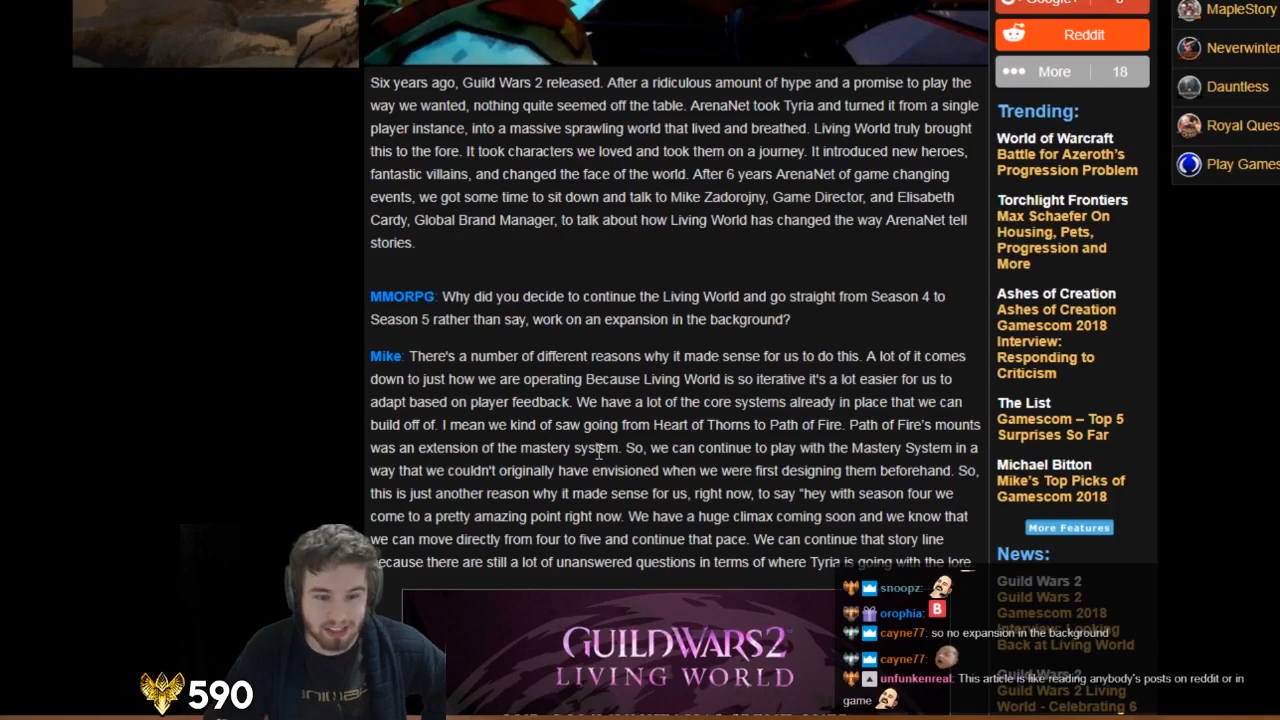 Google+
Reddit
More 18
MapleStory
Neverwinter
Dauntless
Royal Ques
Play Games
Six years ago, Guild Wars 2 released. After a ridiculous amount of hype and a promise to play the
way we wanted, nothing quite seemed off the table. ArenaNet took Tyria and turned it from a single
player instance, into a massive sprawling world that lived and breathed. Living World truly brought
this to the fore. It took characters we loved and took them on a journey. It introduced new heroes,
fantastic villains, and changed the face of the world. After 6 years ArenaNet of game changing
events, we got some time to sit down and talk to Mike Zadorojny, Game Director, and Elisabeth
Cardy, Global Brand Manager, to talk about how Living World has changed the way ArenaNet tell
stories.
MMORPG: Why did you decide to continue the Living World and go straight from Season 4 to
Season 5 rather than say, work on an expansion in the background?
Mike: There's a number of different reasons why it made sense for us to do this. A lot of it comes
down to just how we are operating Because Living World is so iterative it's a lot easier for us to
adapt based on player feedback. We have a lot of the core systems already in place that we can
build off of. I mean we kind of saw going from Heart of Thorns to Path of Fire. Path of Fire's mounts
was an extension of the mastery system. So, we can continue to play with the Mastery System in a
way that we couldn't originally have envisioned when we were first designing them beforehand. So,
this is just another reason why it made sense for us, right now, to say "hey with season four we
come to a pretty amazing point right now. We have a huge climax coming soon and we know that
we can move directly from four to five and continue that pace. We can continue that story line
because there are still a lot of unanswered questions in terms of where Tyria is going with the lore.
Trending:
World of Warcraft
Battle for Azeroth's
Progression Problem
Torchlight Frontiers
Max Schaefer On
Housing, Pets,
Progression and
More
Ashes of Creation
Ashes of Creation
Gamescom 2018
Interview:
Responding to
Criticism
The List
Gamescom – Top 5
Surprises So Far
Michael Bitton
Mike's Top Picks of
Gamescom 2018
More Features
News:
Guild Wars 2
Guild Wars 2
Gamescom 2018
Interview: Looking
Back at Living World
Guild Wars 2
Guild Wars 2 Living
World - Celebrating 6
GUILD WARS 2
LIVING WORLD
snoopz:
orophia: B
cayne77: so no expansion in the background
cayne77:
unfunkenreal: This article is like reading anybody's posts on reddit or in
game
590